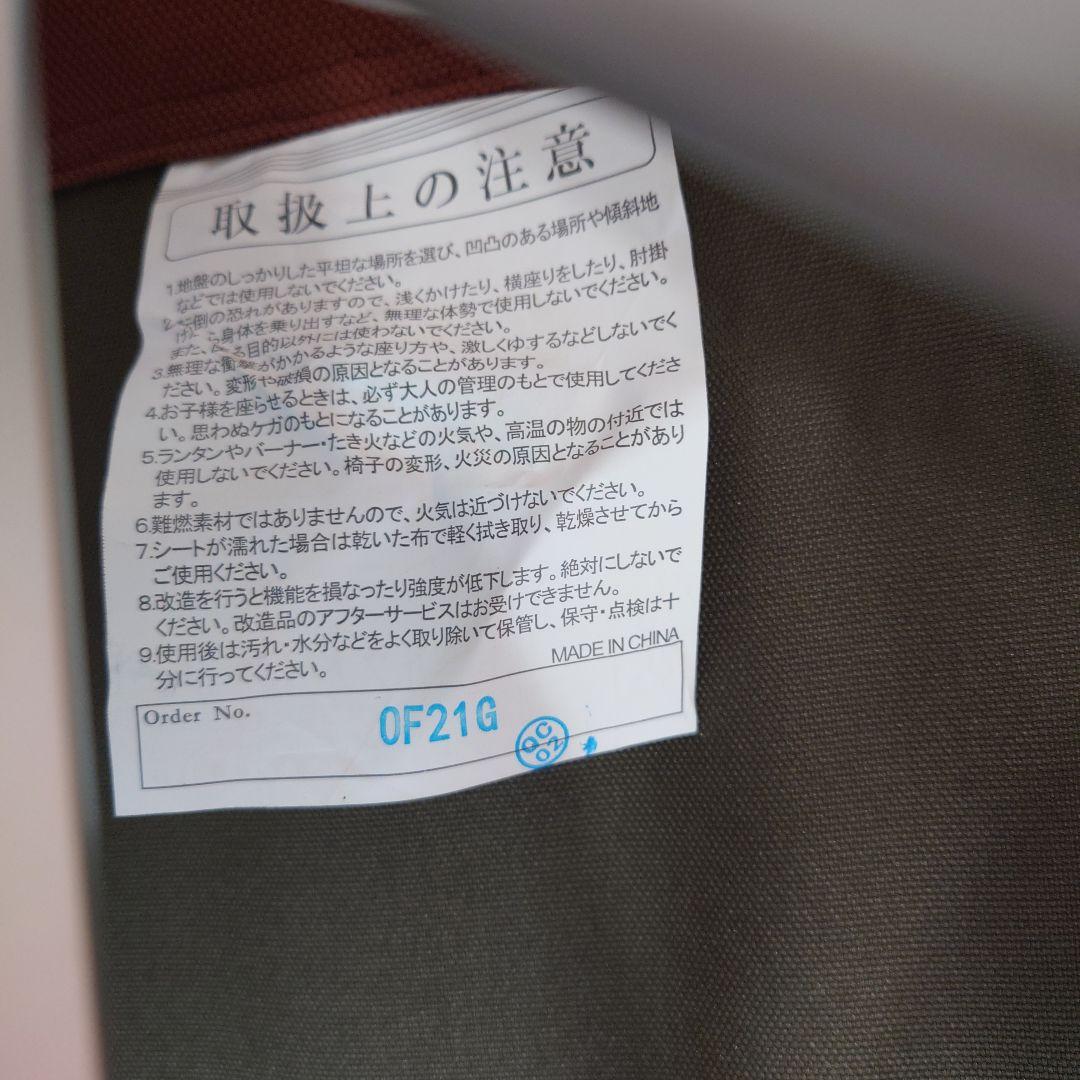 取扱上の注意
1.地盤のしっかりした平坦な場所を選び、凹凸のある場所や傾斜地
などでは使用しないでください。
倒の恐れがありますので、浅くかけたり、横座りをしたり、肘掛
身体を乗り出すなど、無理な体勢で使用しないでください。
また、 目的以外には使わないでください。
3.無理な衝撃がかかるような座り方や、激しくゆするなどしないでく
ださい。変形や破損の原因となることがあります。
4.お子様を座らせるときは、必ず大人の管理のもとで使用してくださ
い。思わぬケガのもとになることがあります。
5.ランタンやバーナー・たき火などの火気や、高温の物の付近では
使用しないでください。椅子の変形、火災の原因となることがあり
ます。
6.難燃素材ではありませんので、火気は近づけないでください。
7.シートが濡れた場合は乾いた布で軽く拭き取り、乾燥させてから
ご使用ください。
8.改造を行うと機能を損なったり強度が低下します。絶対にしないで
ください。改造品のアフターサービスはお受けできません。
9.使用後は汚れ・水分などをよく取り除いて保管し、保守・点検は十
分に行ってください。
MADE IN CHINA
Order No.
0F21G